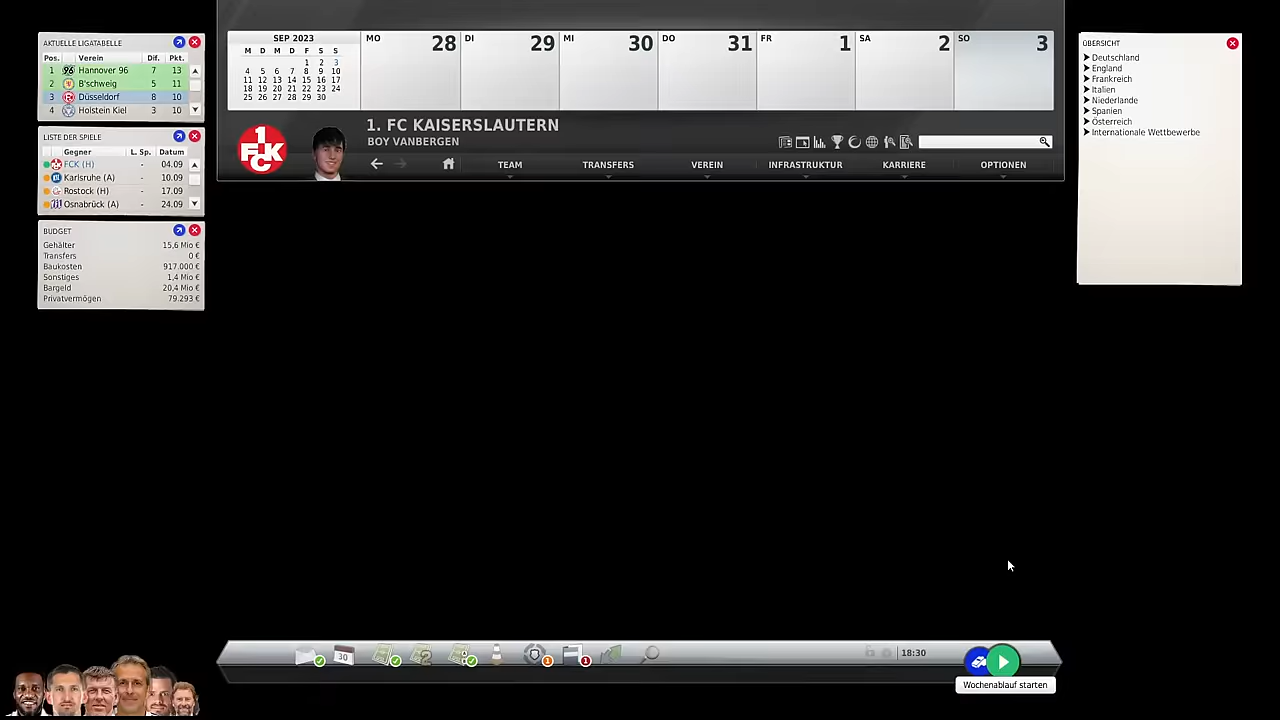 AKTUELLE LIGATABELLE
Pos. Verein Dif. Pkt.
1 96 Hannover 96 7 13
2 B'schweig 5 11
3 Düsseldorf 8 10
4 Holstein Kiel 3 10
LISTE DER SPIELE
Gegner L. Sp. Datum
FCK (H) - 04.09
Karlsruhe (A) - 10.09
Rostock (H) - 17.09
Osnabrück (A) - 24.09
BUDGET
Gehälter 15,6 Mio €
Transfers 0 €
Baukosten 917.000 €
Sonstiges 1,4 Mio €
Bargeld 20,4 Mio €
Privatvermögen 79.293 €
SEP 2023
M D M D F S S
1 2 3
4 5 6 7 8 9 10
11 12 13 14 15 16 17
18 19 20 21 22 23 24
25 26 27 28 29 30
MO 28 DI 29 MI 30 DO 31 FR 1 SA 2 SO 3
1 FCK
1. FC KAISERSLAUTERN
BOY VANBERGEN
TEAM TRANSFERS VEREIN INFRASTRUKTUR KARRIERE OPTIONEN
ÜBERSICHT
Deutschland
England
Frankreich
Italien
Niederlande
Spanien
Österreich
Internationale Wettbewerbe
30 2 1 1 18:30
Wochenablauf starten